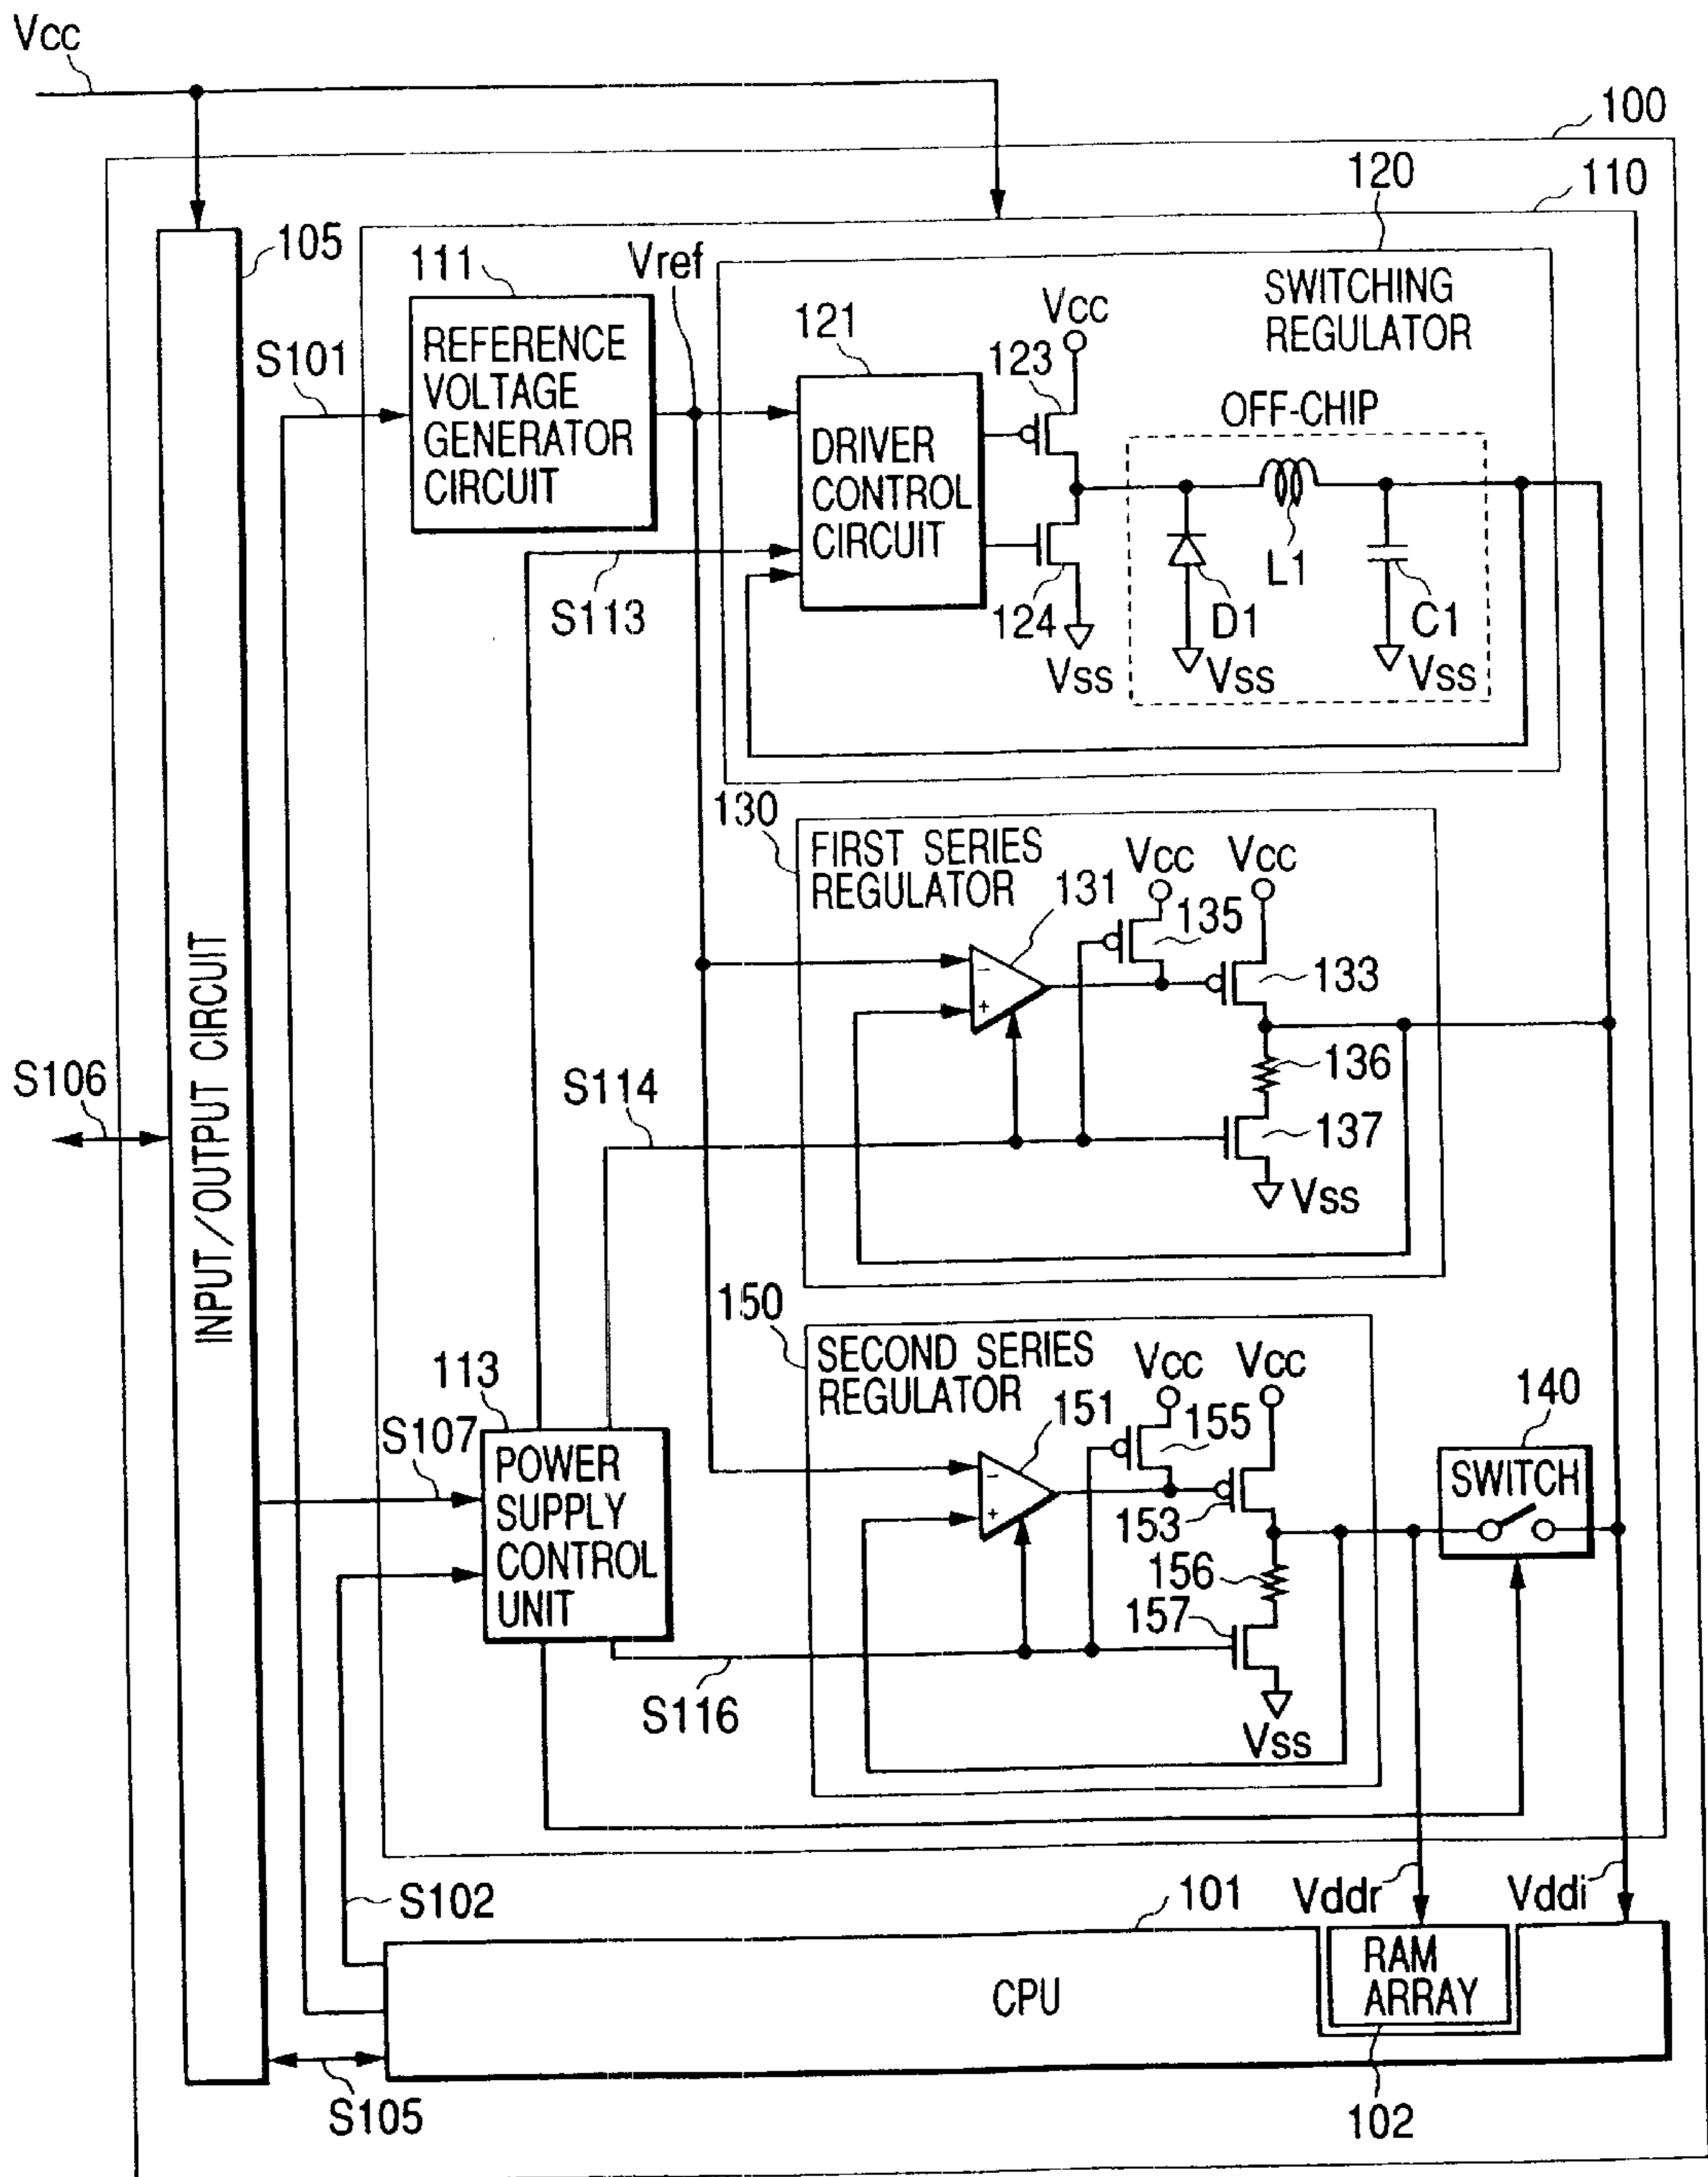 Vcc
100
120
110
105
111
Vref
SWITCHING
REGULATOR
Vcc
121
123
S101
REFERENCE
VOLTAGE
GENERATOR
CIRCUIT
OFF-CHIP
DRIVER
CONTROL
CIRCUIT
L1
S113
124
D1
C1
Vss
Vss
Vss
130
FIRST SERIES
REGULATOR
Vcc
Vcc
131
135
-
+
133
136
INPUT/OUTPUT CIRCUIT
S106
S114
137
Vss
150
SECOND SERIES
REGULATOR
Vcc
Vcc
113
151
155
140
S107
-
+
SWITCH
POWER
SUPPLY
CONTROL
UNIT
153
156
157
S116
Vss
S102
101
Vddr
Vddi
CPU
RAM
ARRAY
S105
102